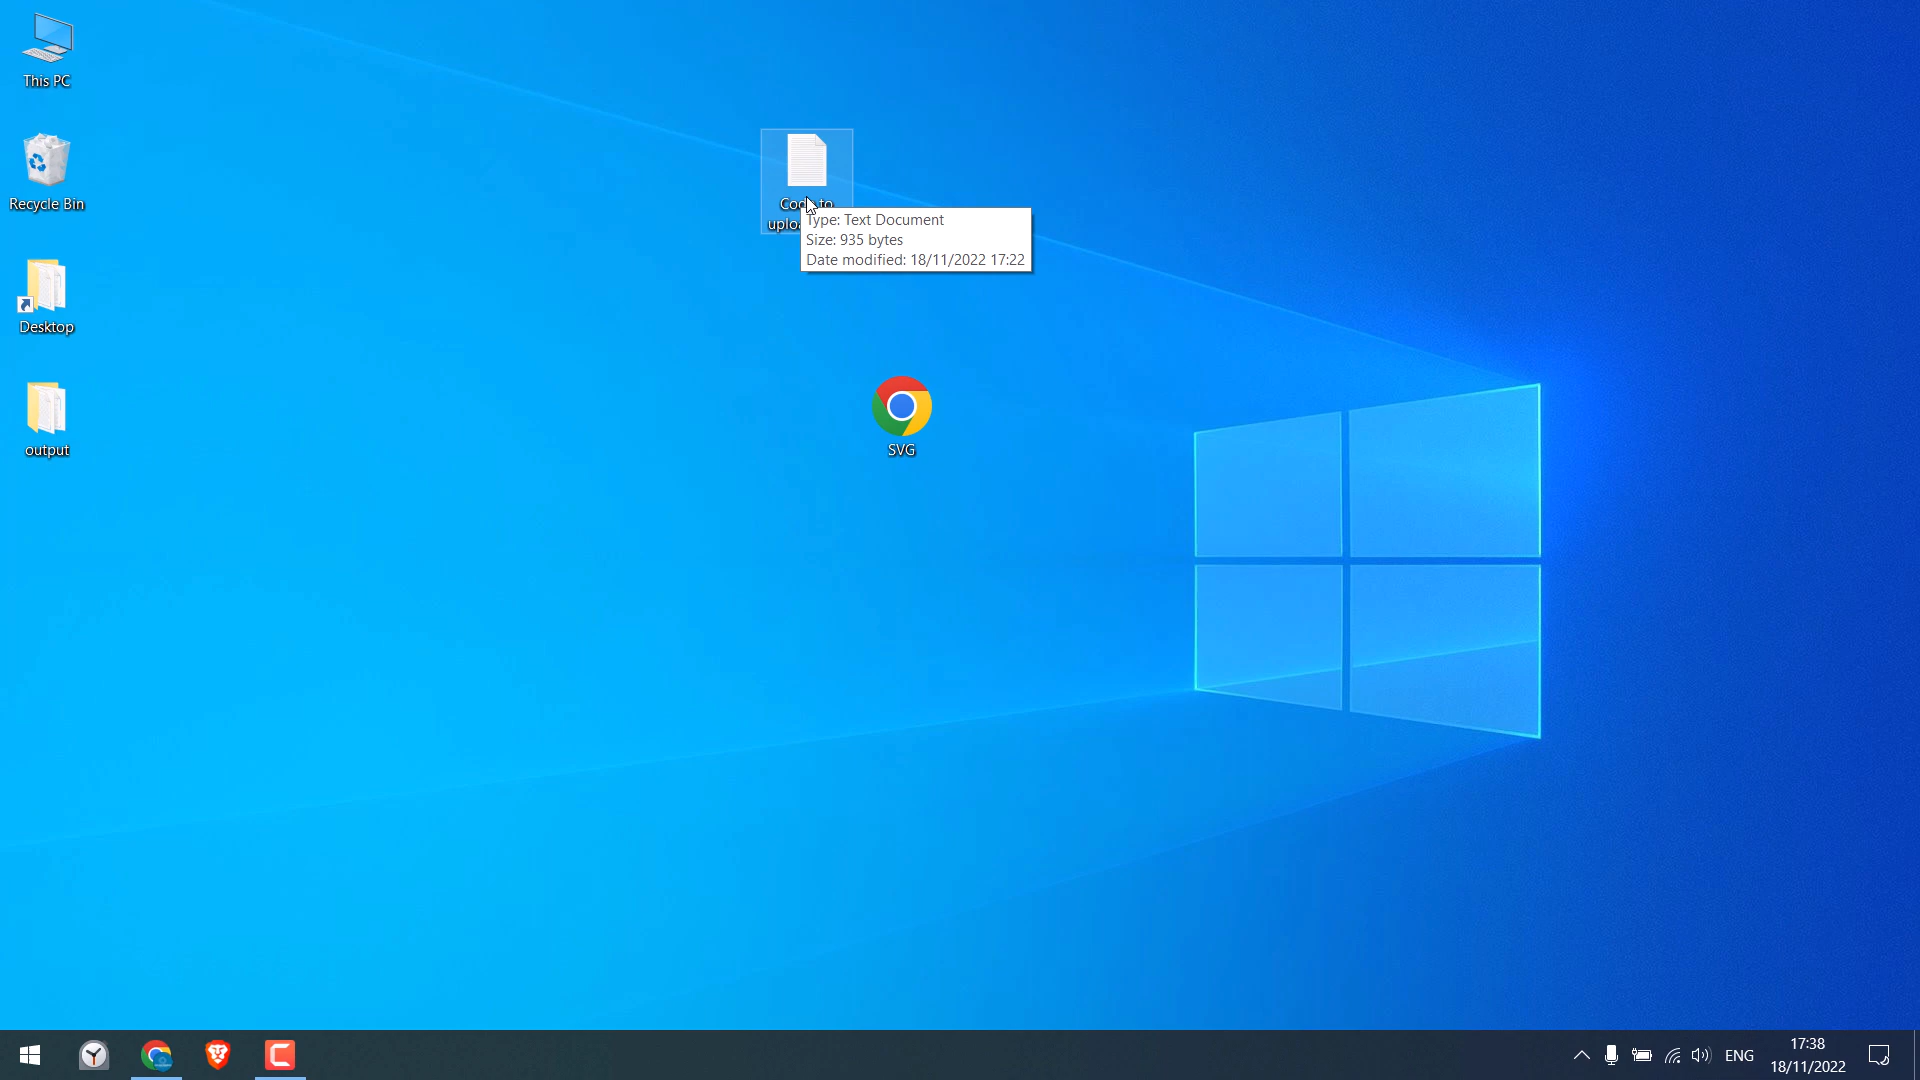 This PC
Recycle Bin
Desktop
output
to
Type: Text Document
Size: 935 bytes
Date modified: 18/11/2022 17:22
SVG
ENG
17:38
18/11/2022